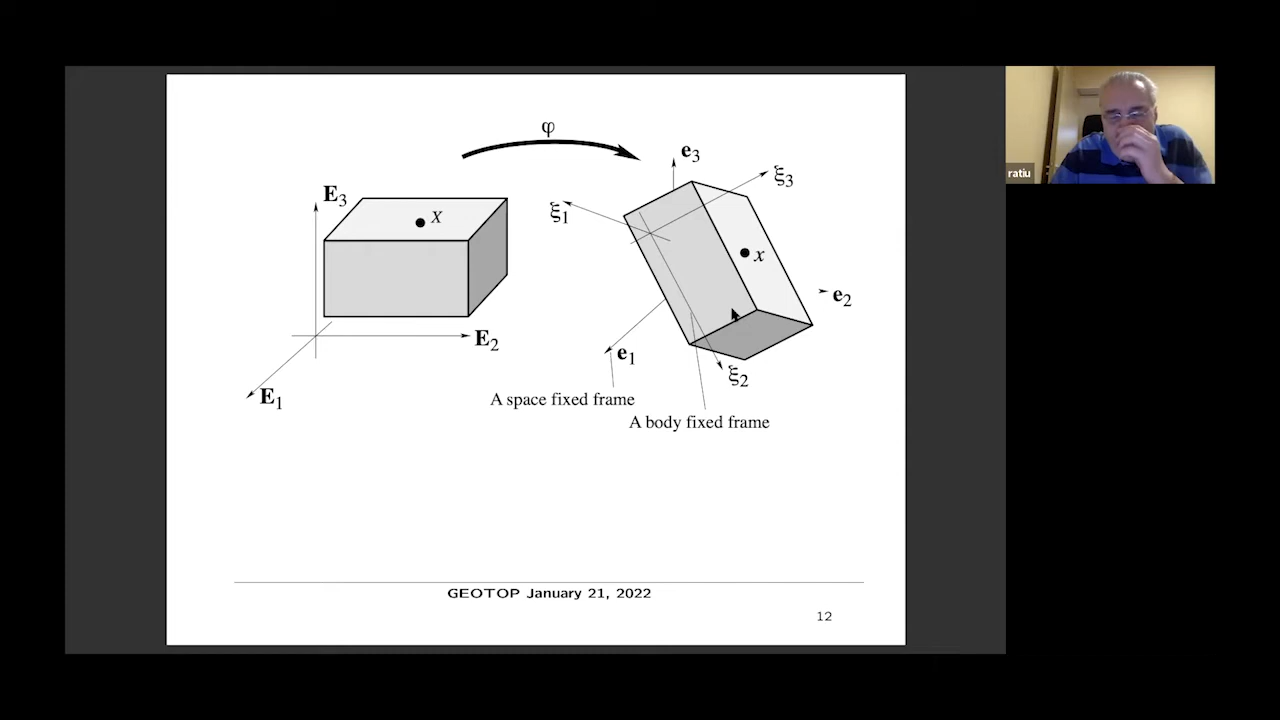 φ
E3
X
E2
E1
e3
ξ3
ξ1
x
e2
e1
ξ2
A space fixed frame
A body fixed frame
GEOTOP January 21, 2022
12
ratiu